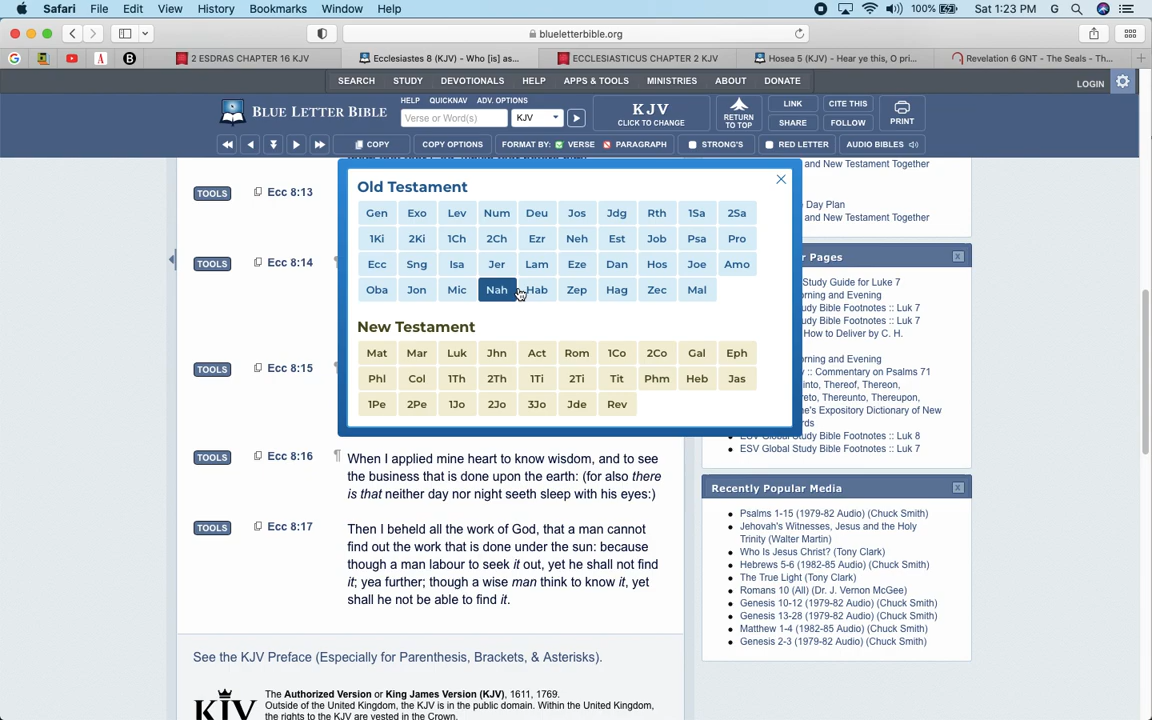 Safari File Edit View History Bookmarks Window Help 100% Sat 1:23 PM G
blueletterbible.org
2 ESDRAS CHAPTER 16 KJV Ecclesiastes 8 (KJV) - Who [is] as... ECCLESIASTICUS CHAPTER 2 KJV Hosea 5 (KJV) - Hear ye this, O pri... Revelation 6 GNT - The Seals - Th...
SEARCH STUDY DEVOTIONALS HELP APPS & TOOLS MINISTRIES ABOUT DONATE LOGIN
BLUE LETTER BIBLE
HELP QUICKNAV ADV. OPTIONS
Verse or Word(s) KJV
KJV
CLICK TO CHANGE
RETURN
TO TOP
LINK CITE THIS
SHARE FOLLOW
PRINT
COPY COPY OPTIONS FORMAT BY: VERSE PARAGRAPH STRONG'S RED LETTER AUDIO BIBLES
Old Testament
Gen Exo Lev Num Deu Jos Jdg Rth 1Sa 2Sa
1Ki 2Ki 1Ch 2Ch Ezr Neh Est Job Psa Pro
Ecc Sng Isa Jer Lam Eze Dan Hos Joe Amo
Oba Jon Mic Nah Hab Zep Hag Zec Mal
New Testament
Mat Mar Luk Jhn Act Rom 1Co 2Co Gal Eph
Phl Col 1Th 2Th 1Ti 2Ti Tit Phm Heb Jas
1Pe 2Pe 1Jo 2Jo 3Jo Jde Rev
TOOLS Ecc 8:13
TOOLS Ecc 8:14
TOOLS Ecc 8:15
TOOLS Ecc 8:16 ¶ When I applied mine heart to know wisdom, and to see
the business that is done upon the earth: (for also there
is that neither day nor night seeth sleep with his eyes:)
TOOLS Ecc 8:17 Then I beheld all the work of God, that a man cannot
find out the work that is done under the sun: because
though a man labour to seek it out, yet he shall not find
it; yea further; though a wise man think to know it, yet
shall he not be able to find it.
See the KJV Preface (Especially for Parenthesis, Brackets, & Asterisks).
KJV
The Authorized Version or King James Version (KJV), 1611, 1769.
Outside of the United Kingdom, the KJV is in the public domain. Within the United Kingdom,
the rights to the KJV are vested in the Crown.
and New Testament Together
Day Plan
and New Testament Together
Pages
Study Guide for Luke 7
Evening
Bible Footnotes :: Luk 7
Bible Footnotes :: Luk 7
How to Deliver by C. H.
Evening
:: Commentary on Psalms 71
into, Thereof, Thereon,
Thereunto, Thereupon,
Expository Dictionary of New
ESV Global Study Bible Footnotes :: Luk 8
ESV Global Study Bible Footnotes :: Luk 7
Recently Popular Media
Psalms 1-15 (1979-82 Audio) (Chuck Smith)
Jehovah's Witnesses, Jesus and the Holy
Trinity (Walter Martin)
Who Is Jesus Christ? (Tony Clark)
Hebrews 5-6 (1982-85 Audio) (Chuck Smith)
The True Light (Tony Clark)
Romans 10 (All) (Dr. J. Vernon McGee)
Genesis 10-12 (1979-82 Audio) (Chuck Smith)
Genesis 13-28 (1979-82 Audio) (Chuck Smith)
Matthew 1-4 (1982-85 Audio) (Chuck Smith)
Genesis 2-3 (1979-82 Audio) (Chuck Smith)